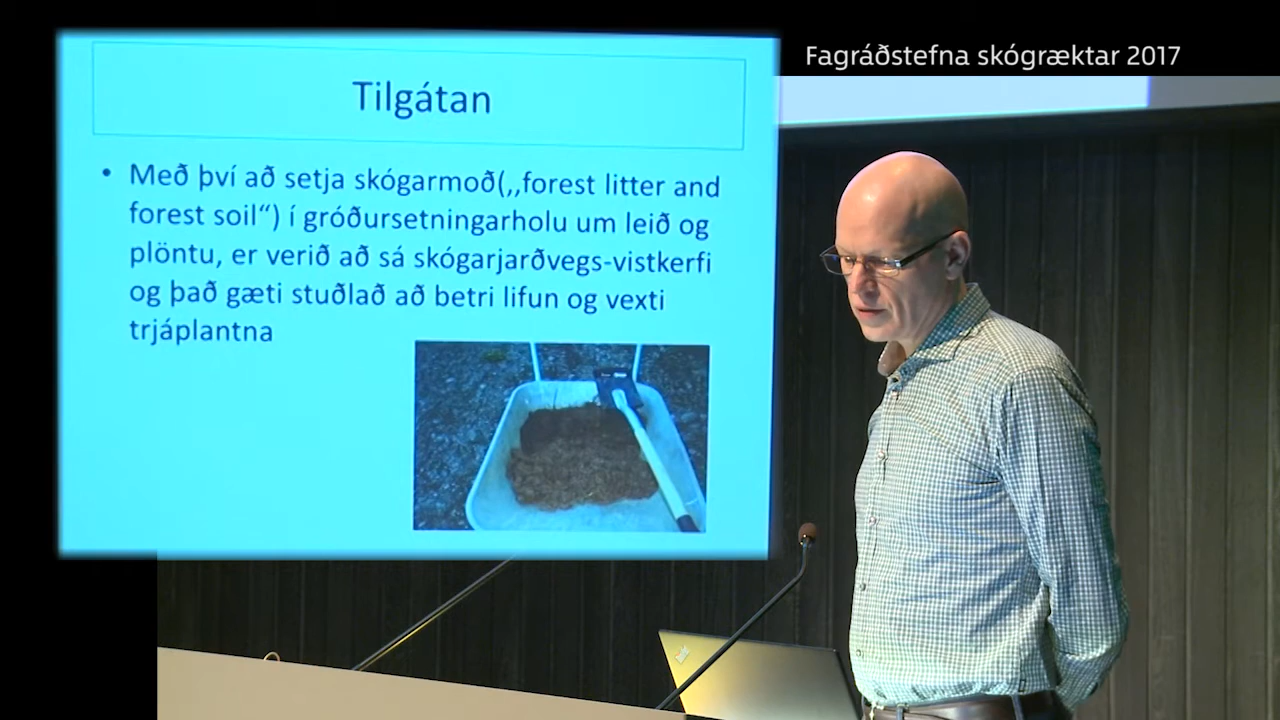 Fagráðstefna skógræktar 2017
Tilgátan
• Með því að setja skógarmoð(,,forest litter and
forest soil“) í gróðursetningarholu um leið og
plöntu, er verið að sá skógarjarðvegs-vistkerfi
og það gæti stuðlað að betri lifun og vexti
trjáplantna